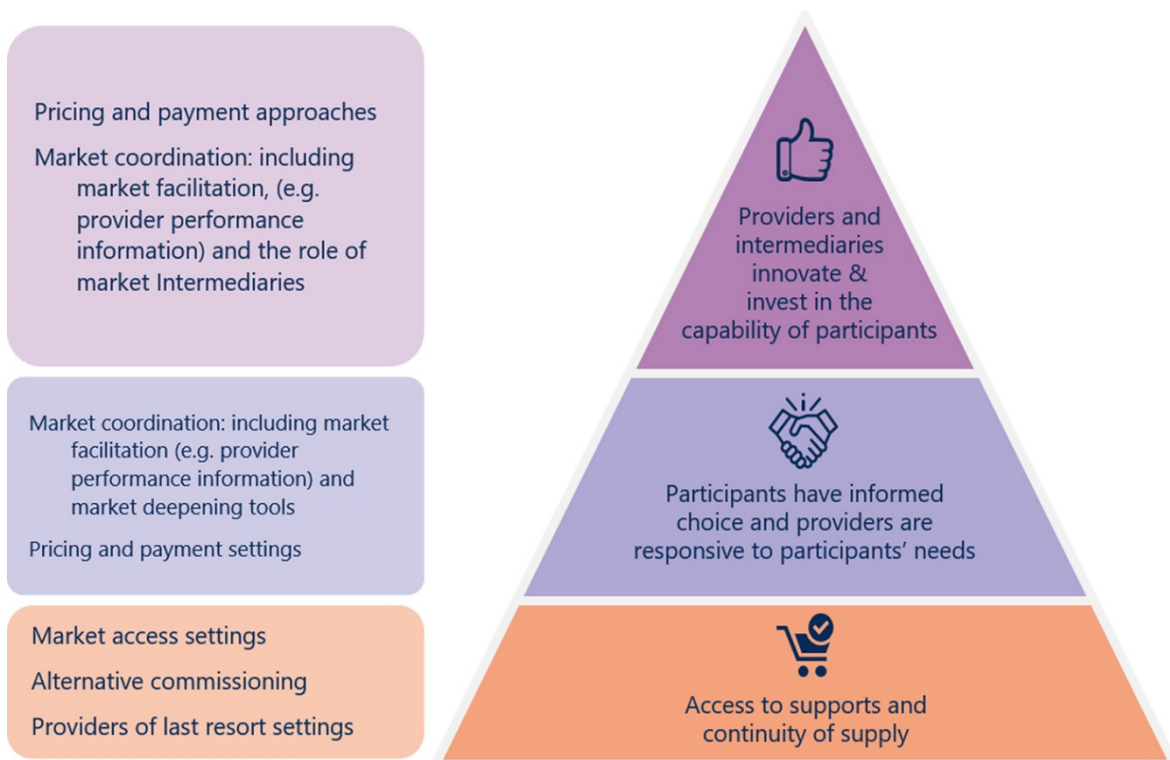 Pricing and payment approaches
Market coordination: including
market facilitation, (e.g.
provider performance
information) and the role of
market Intermediaries
Providers and
intermediaries
innovate &
invest in the
capability of participants
Market coordination: including market
facilitation (e.g. provider
performance information) and
market deepening tools
Pricing and payment settings
Participants have informed
choice and providers are
responsive to participants’ needs
Market access settings
Alternative commissioning
Providers of last resort settings
Access to supports and
continuity of supply